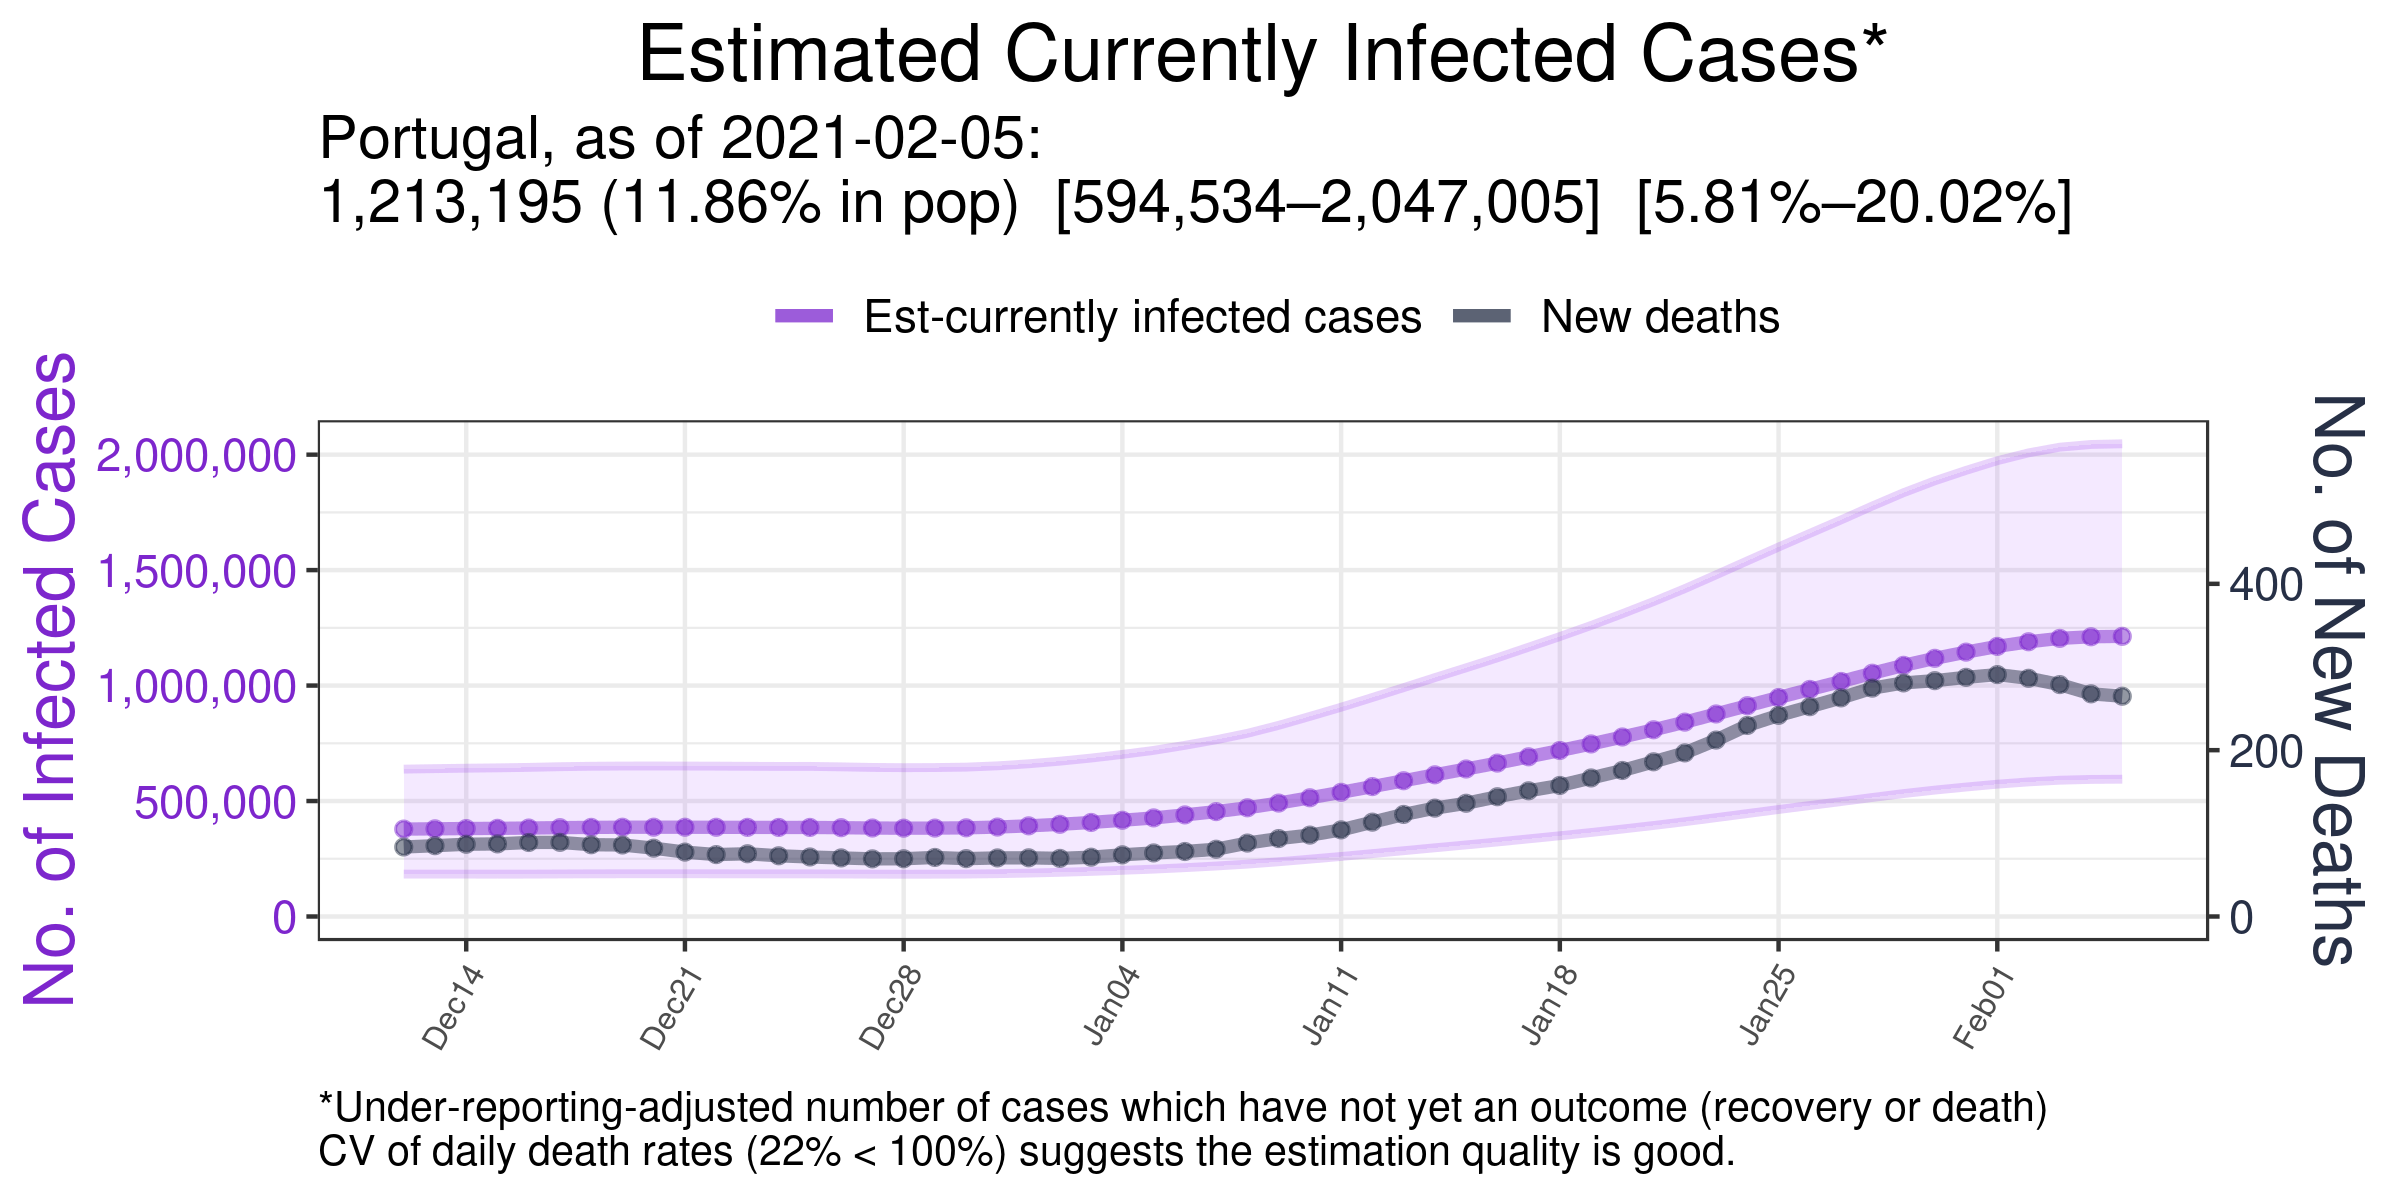 Estimated Currently Infected Cases*
Portugal, as of 2021-02-05:
1,213,195 (11.86% in pop)  [594,534–2,047,005]  [5.81%–20.02%]
Est-currently infected cases
New deaths
No. of Infected Cases
2,000,000
1,500,000
1,000,000
500,000
0
No. of New Deaths
400
200
0
Dec14
Dec21
Dec28
Jan04
Jan11
Jan18
Jan25
Feb01
*Under-reporting-adjusted number of cases which have not yet an outcome (recovery or death)
CV of daily death rates (22% < 100%) suggests the estimation quality is good.